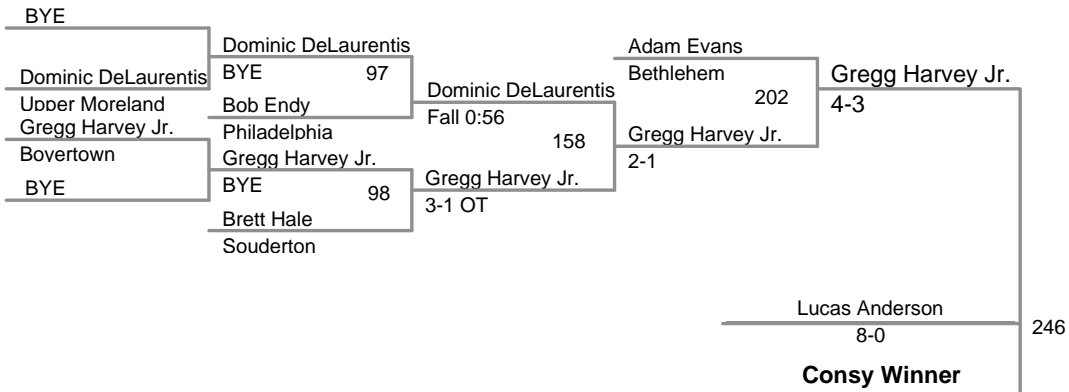 BYE
Dominic DeLaurentis
Upper Moreland
Gregg Harvey Jr.
Boyertown
BYE
Dominic DeLaurentis
BYE
97
Bob Endy
Philadelphia
Gregg Harvey Jr.
BYE
98
Brett Hale
Souderton
Dominic DeLaurentis
Fall 0:56
158
Gregg Harvey Jr.
3-1 OT
Adam Evans
Bethlehem
202
Gregg Harvey Jr.
2-1
Gregg Harvey Jr.
4-3
Lucas Anderson
8-0
246
Consy Winner